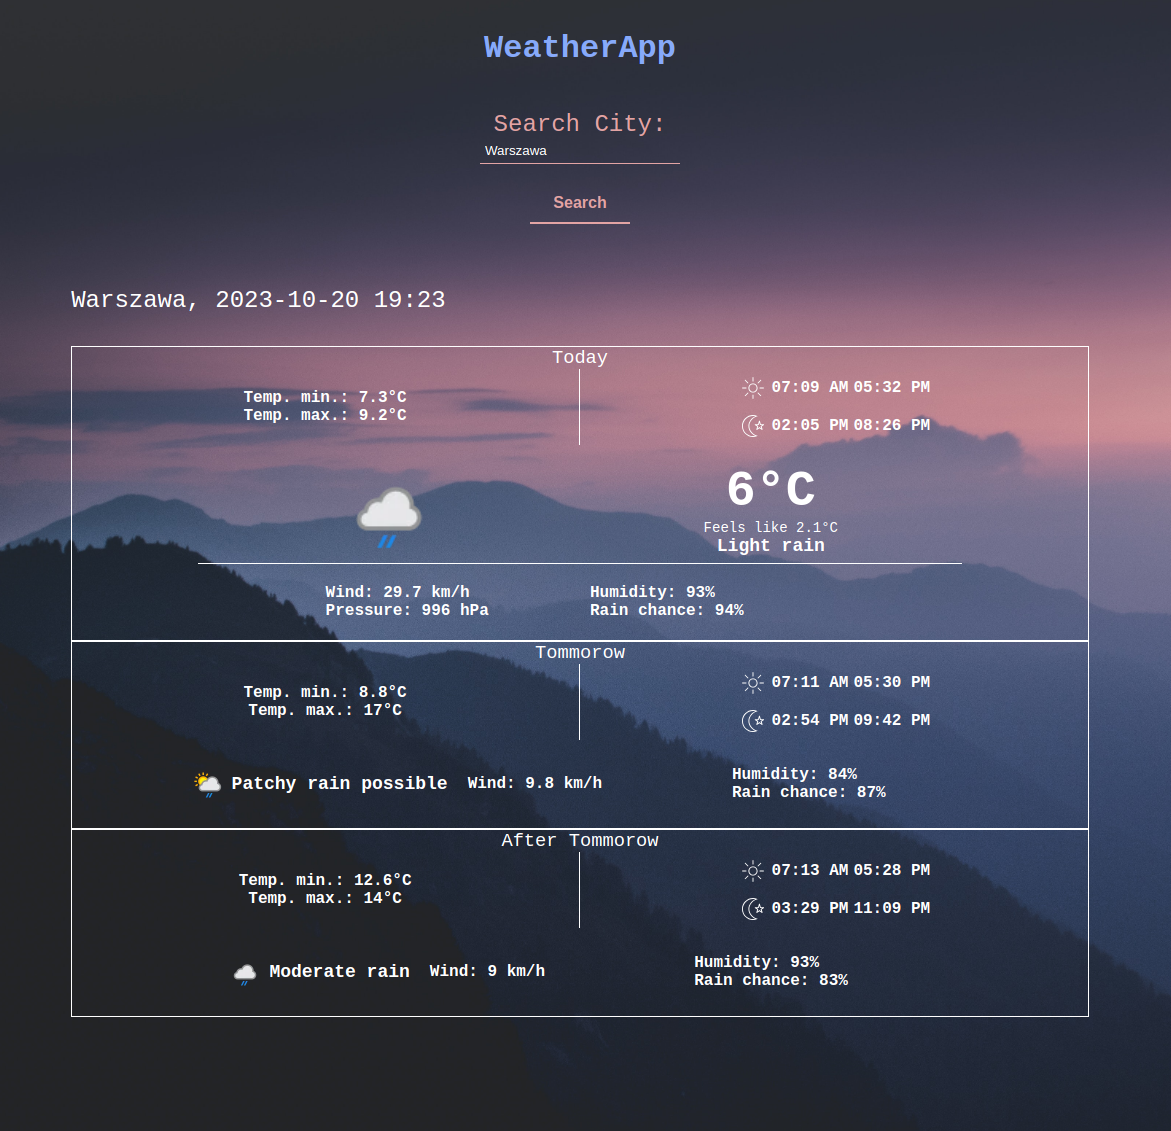 WeatherApp
Search City:
Warszawa
Search
Warszawa, 2023-10-20 19:23
Today
Temp. min.: 7.3°C
Temp. max.: 9.2°C
07:09 AM 05:32 PM
02:05 PM 08:26 PM
6°C
Feels like 2.1°C
Light rain
Wind: 29.7 km/h
Pressure: 996 hPa
Humidity: 93%
Rain chance: 94%
Tommorow
Temp. min.: 8.8°C
Temp. max.: 17°C
07:11 AM 05:30 PM
02:54 PM 09:42 PM
Patchy rain possible
Wind: 9.8 km/h
Humidity: 84%
Rain chance: 87%
After Tommorow
Temp. min.: 12.6°C
Temp. max.: 14°C
07:13 AM 05:28 PM
03:29 PM 11:09 PM
Moderate rain
Wind: 9 km/h
Humidity: 93%
Rain chance: 83%